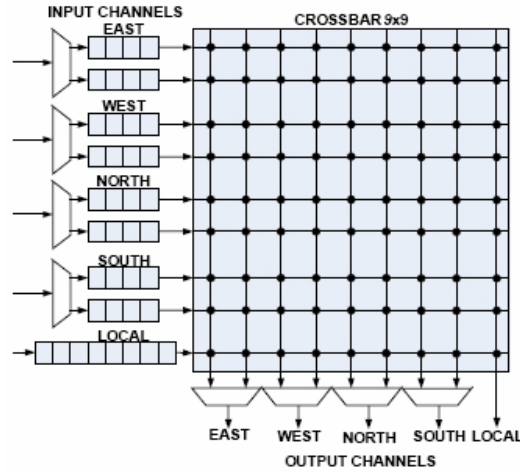 INPUT CHANNELS
CROSSBAR 9x9
EAST
WEST
NORTH
SOUTH
LOCAL
EAST WEST NORTH SOUTH LOCAL
OUTPUT CHANNELS